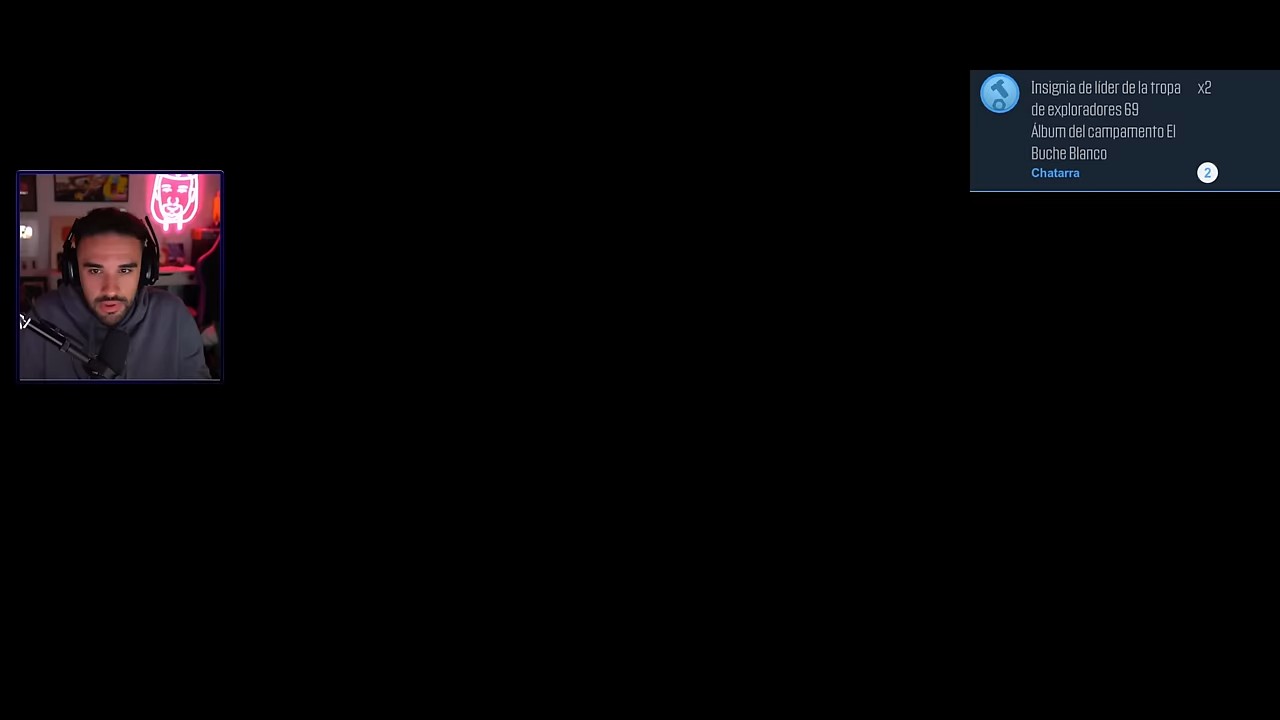 Insignia de líder de la tropa x2
de exploradores 69
Álbum del campamento El
Buche Blanco
Chatarra 2